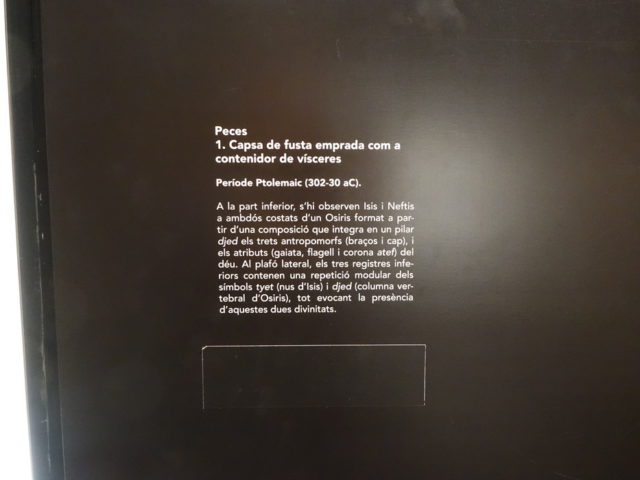 Peces
1. Capsa de fusta emprada com a
contenidor de vísceres
Període Ptolemaic (302-30 aC).
A la part inferior, s'hi observen Isis i Neftis
a ambdós costats d'un Osiris format a par-
tir d'una composició que integra en un pilar
djed els trets antropomorfs (braços i cap), i
els atributs (gaiata, flagell i corona atef) del
déu. Al plafó lateral, els tres registres infe-
riors contenen una repetició modular dels
símbols tyet (nus d'Isis) i djed (columna ver-
tebral d'Osiris), tot evocant la presència
d'aquestes dues divinitats.